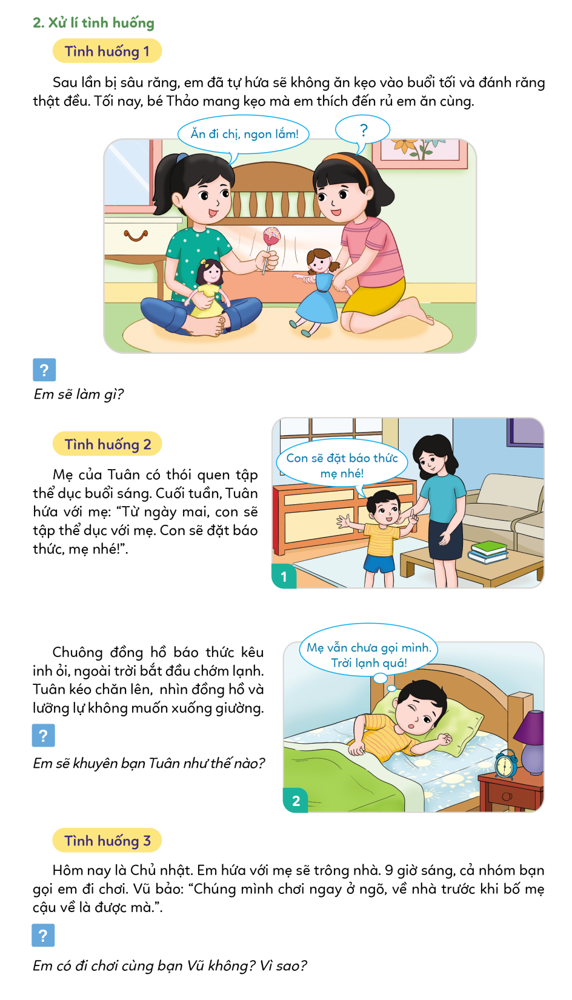 2. Xử lí tình huống
Tình huống 1
Sau lần bị sâu răng, em đã tự hứa sẽ không ăn kẹo vào buổi tối và đánh răng
thật đều. Tối nay, bé Thảo mang kẹo mà em thích đến rủ em ăn cùng.
Ăn đi chị, ngon lắm!
?
?
Em sẽ làm gì?
Tình huống 2
Mẹ của Tuân có thói quen tập
thể dục buổi sáng. Cuối tuần, Tuân
hứa với mẹ: “Từ ngày mai, con sẽ
tập thể dục với mẹ. Con sẽ đặt báo
thức, mẹ nhé!”.
Con sẽ đặt báo thức
mẹ nhé!
1
Chuông đồng hồ báo thức kêu
inh ỏi, ngoài trời bắt đầu chớm lạnh.
Tuân kéo chăn lên, nhìn đồng hồ và
lưỡng lự không muốn xuống giường.
?
Em sẽ khuyên bạn Tuân như thế nào?
Mẹ vẫn chưa gọi mình.
Trời lạnh quá!
2
Tình huống 3
Hôm nay là Chủ nhật. Em hứa với mẹ sẽ trông nhà. 9 giờ sáng, cả nhóm bạn
gọi em đi chơi. Vũ bảo: “Chúng mình chơi ngay ở ngõ, về nhà trước khi bố mẹ
cậu về là được mà.”.
?
Em có đi chơi cùng bạn Vũ không? Vì sao?